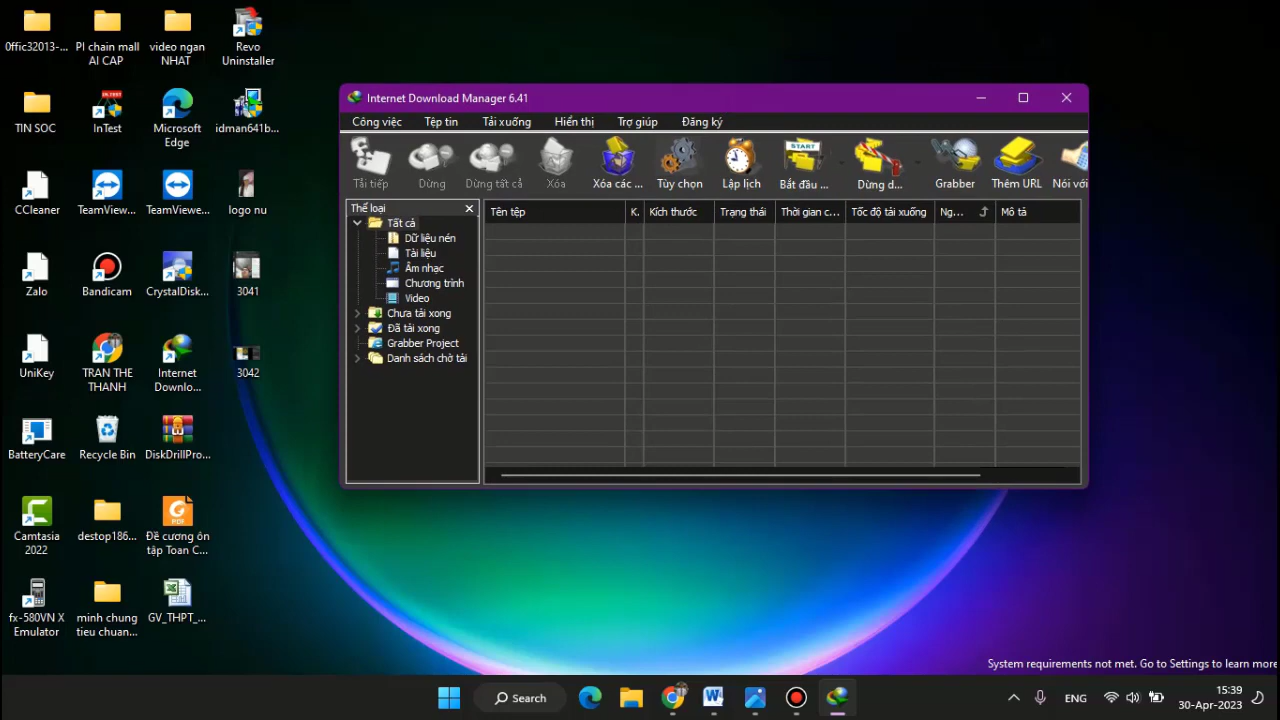 0ffic32013-...
PI chain mall
AI CAP
video ngan
NHAT
Revo
Uninstaller
TIN SOC
InTest
Microsoft
Edge
idman641b...
CCleaner
TeamView...
TeamViewe...
logo nu
Zalo
Bandicam
CrystalDisk...
3041
UniKey
TRAN THE
THANH
Internet
Downlo...
3042
BatteryCare
Recycle Bin
DiskDrillPro...
Camtasia
2022
destop186...
Đề cương ôn
tập Toan C...
fx-580VN X
Emulator
minh chung
tieu chuan...
GV_THPT_...
Internet Download Manager 6.41
Công việc
Tệp tin
Tải xuống
Hiển thị
Trợ giúp
Đăng ký
Tải tiếp
Dừng
Dừng tất cả
Xóa
Xóa các ...
Tùy chọn
Lập lịch
START
Bắt đầu ...
Dừng d...
Grabber
Thêm URL
Nói với
Thể loại
Tên tệp
K.
Kích thước
Trạng thái
Thời gian c...
Tốc độ tải xuống
Ng...
Mô tả
Tất cả
Dữ liệu nén
Tài liệu
Âm nhạc
Chương trình
Video
Chưa tải xong
Đã tải xong
Grabber Project
Danh sách chờ tải
System requirements not met. Go to Settings to learn more
Search
ENG
15:39
30-Apr-2023